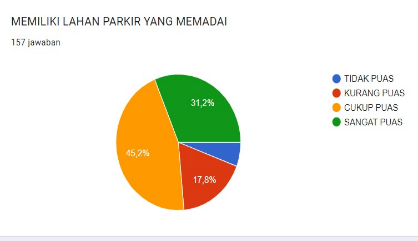 MEMILIKI LAHAN PARKIR YANG MEMADAI
157 jawaban
31,2%
45,2%
17,8%
TIDAK PUAS
KURANG PUAS
CUKUP PUAS
SANGAT PUAS